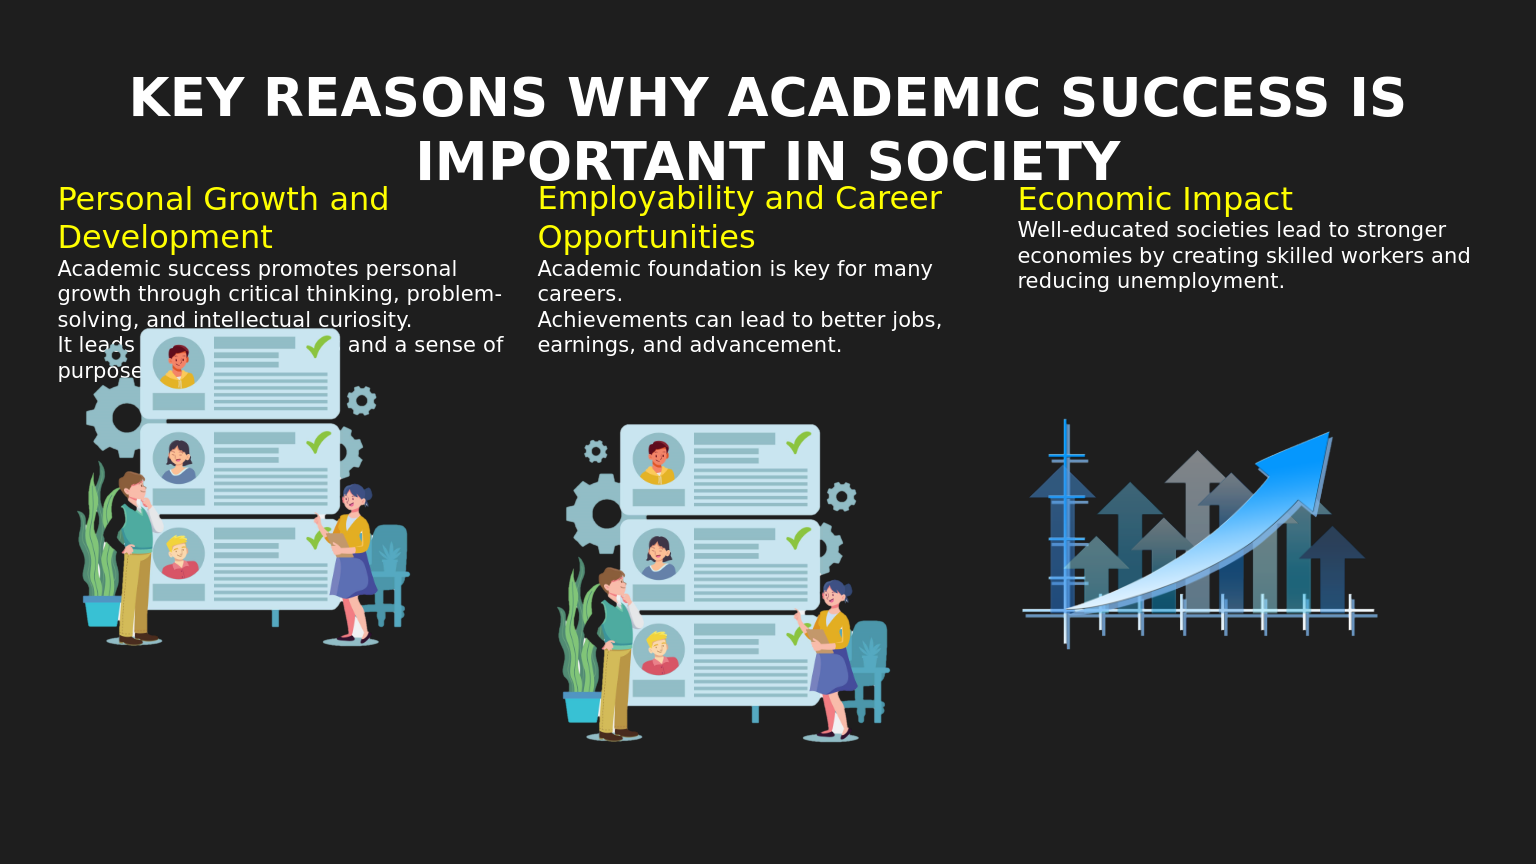 KEY REASONS WHY ACADEMIC SUCCESS IS
IMPORTANT IN SOCIETY
Personal Growth and
Development
Academic success promotes personal
growth through critical thinking, problem-
solving, and intellectual curiosity.
It leads and a sense of
purpose
Employability and Career
Opportunities
Academic foundation is key for many
careers.
Achievements can lead to better jobs,
earnings, and advancement.
Economic Impact
Well-educated societies lead to stronger
economies by creating skilled workers and
reducing unemployment.